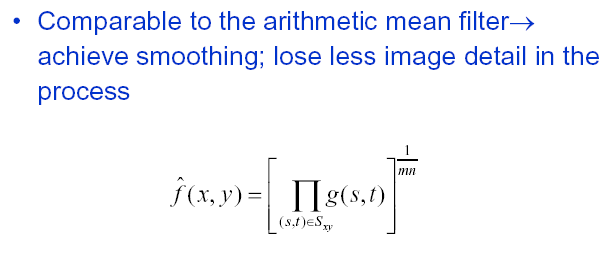 • Comparable to the arithmetic mean filter→
achieve smoothing; lose less image detail in the
process
f̂(x, y) = [ ∏_{(s,t)∈S_{xy}} g(s,t) ]^{1/mn}